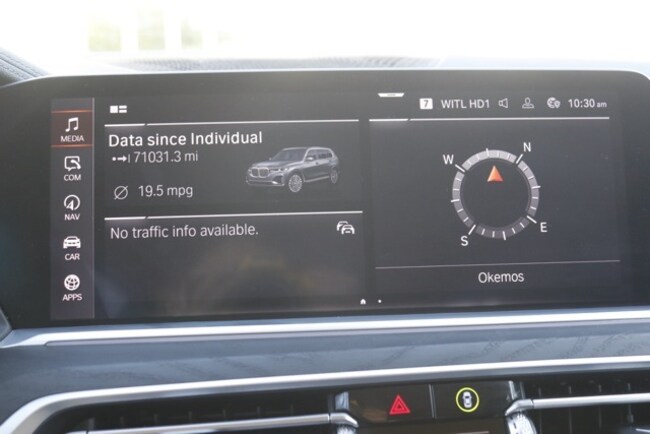 7 WITL HD1 10:30 am
MEDIA
COM
NAV
CAR
APPS
Data since Individual
71031.3 mi
19.5 mpg
No traffic info available.
N
W
E
S
Okemos